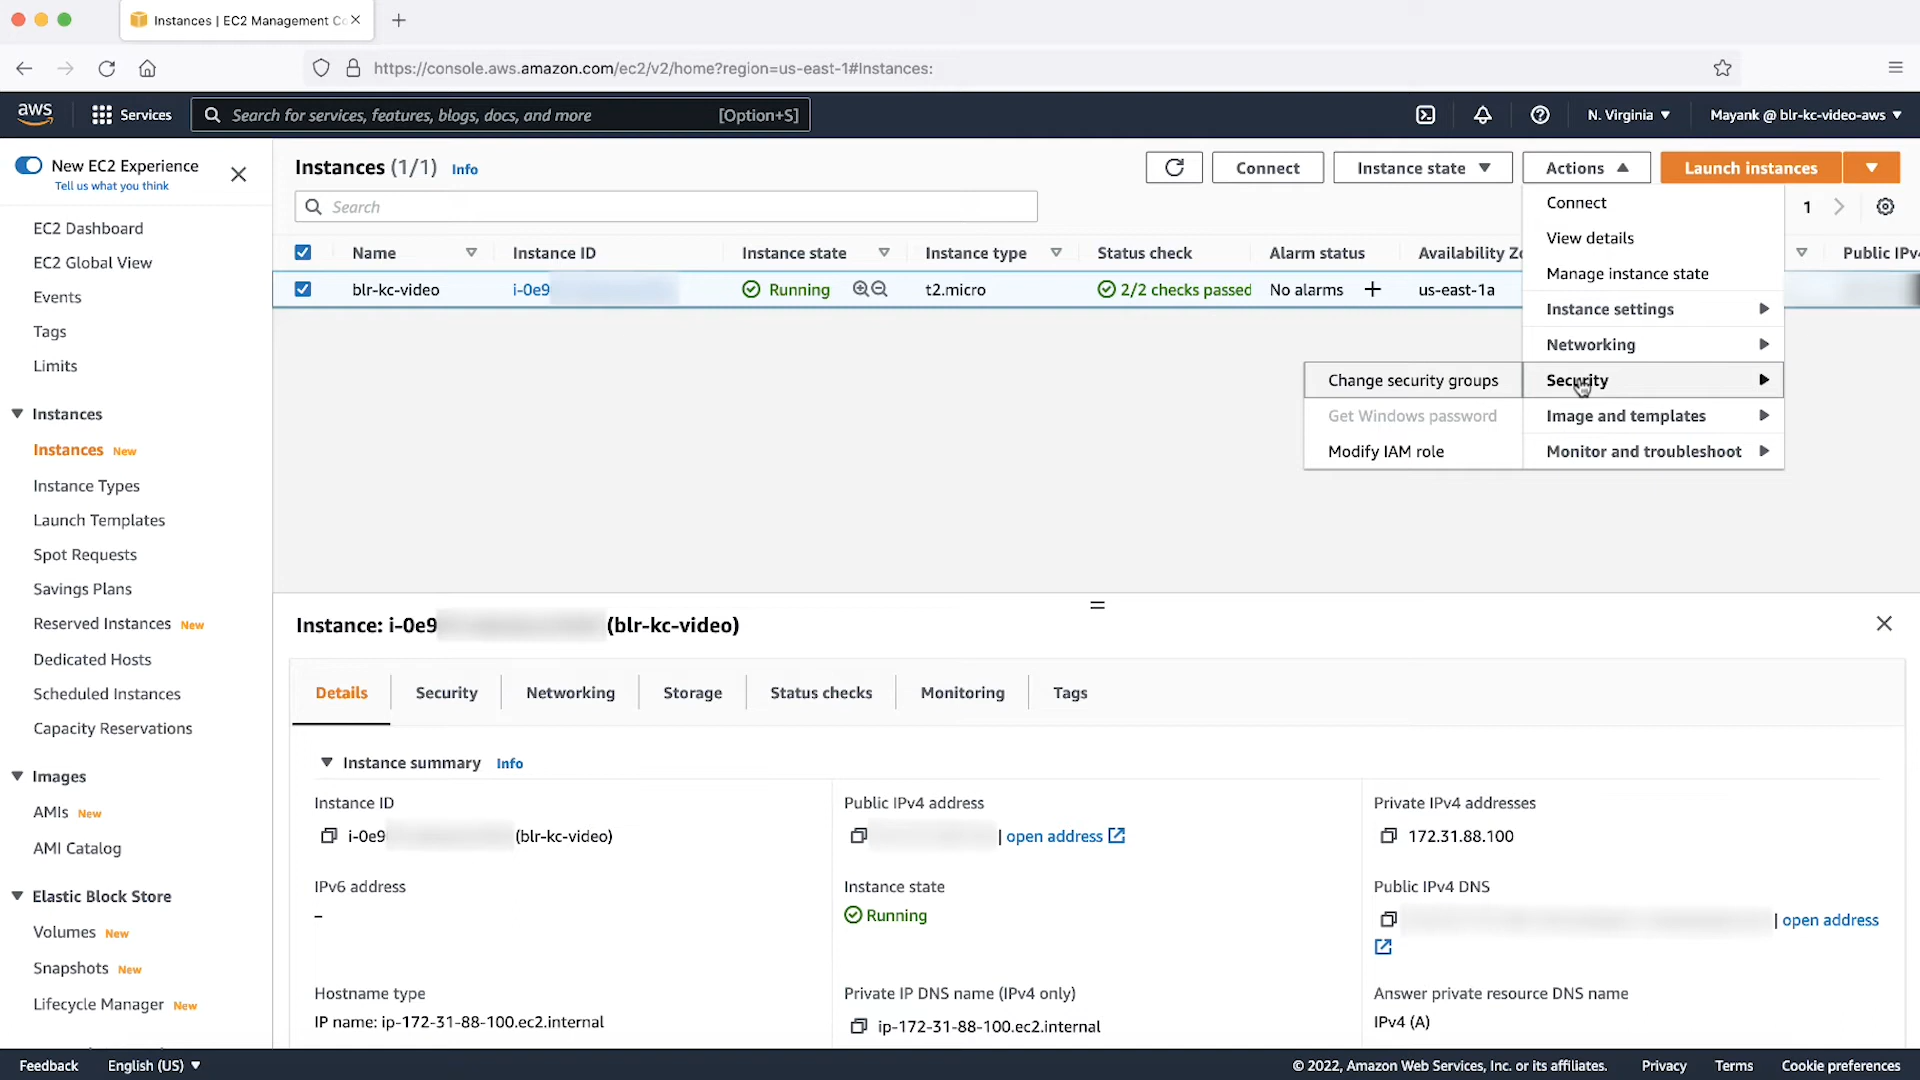 Instances | EC2 Management Co
https://console.aws.amazon.com/ec2/v2/home?region=us-east-1#Instances:
aws
Services
Search for services, features, blogs, docs, and more
[Option+S]
N. Virginia
Mayank @ blr-kc-video-aws
New EC2 Experience
Tell us what you think
EC2 Dashboard
EC2 Global View
Events
Tags
Limits
Instances
Instances New
Instance Types
Launch Templates
Spot Requests
Savings Plans
Reserved Instances New
Dedicated Hosts
Scheduled Instances
Capacity Reservations
Images
AMIs New
AMI Catalog
Elastic Block Store
Volumes New
Snapshots New
Lifecycle Manager New
Instances (1/1) Info
Connect
Instance state
Actions
Launch instances
Search
1
Name
Instance ID
Instance state
Instance type
Status check
Alarm status
Availability Zo
Public IPv4
blr-kc-video
i-0e9
Running
t2.micro
2/2 checks passed
No alarms
us-east-1a
Connect
View details
Manage instance state
Instance settings
Networking
Security
Image and templates
Monitor and troubleshoot
Change security groups
Get Windows password
Modify IAM role
Instance: i-0e9 (blr-kc-video)
Details
Security
Networking
Storage
Status checks
Monitoring
Tags
Instance summary Info
Instance ID
i-0e9 (blr-kc-video)
Public IPv4 address
| open address
Private IPv4 addresses
172.31.88.100
IPv6 address
–
Instance state
Running
Public IPv4 DNS
| open address
Hostname type
IP name: ip-172-31-88-100.ec2.internal
Private IP DNS name (IPv4 only)
ip-172-31-88-100.ec2.internal
Answer private resource DNS name
IPv4 (A)
Feedback
English (US)
© 2022, Amazon Web Services, Inc. or its affiliates.
Privacy
Terms
Cookie preferences